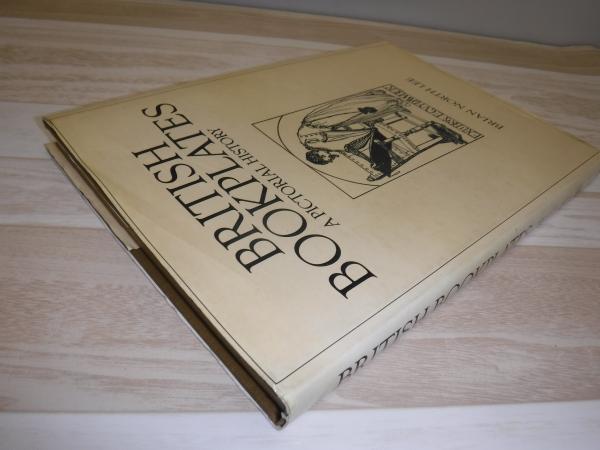 BRITISH
BOOKPLATES
A PICTORIAL HISTORY
BRIAN NORTH LEE
BRITISH BOOKPLATES